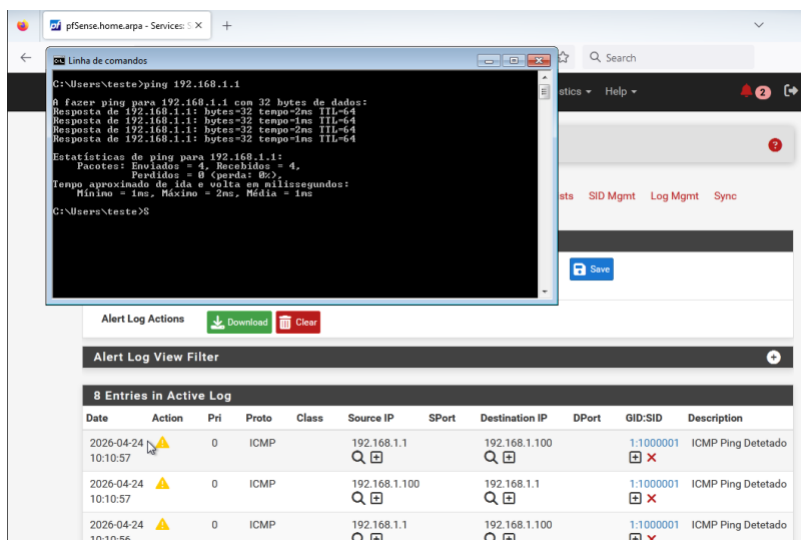 pfSense.home.arpa - Services: S
Search
Linha de comandos
C:\Users\teste>ping 192.168.1.1
A fazer ping para 192.168.1.1 com 32 bytes de dados:
Resposta de 192.168.1.1: bytes=32 tempo=2ms TTL=64
Resposta de 192.168.1.1: bytes=32 tempo=1ms TTL=64
Resposta de 192.168.1.1: bytes=32 tempo=2ms TTL=64
Resposta de 192.168.1.1: bytes=32 tempo=1ms TTL=64
Estatísticas de ping para 192.168.1.1:
Pacotes: Enviados = 4, Recebidos = 4,
Perdidos = 0 (perda: 0%),
Tempo aproximado de ida e volta em milissegundos:
Mínimo = 1ms, Máximo = 2ms, Média = 1ms
C:\Users\teste>S
stics Help 2
sts SID Mgmt Log Mgmt Sync
Save
Alert Log Actions Download Clear
Alert Log View Filter
8 Entries in Active Log
Date Action Pri Proto Class Source IP SPort Destination IP DPort GID:SID Description
2026-04-24 0 ICMP 192.168.1.1 192.168.1.100 1:1000001 ICMP Ping Detetado
10:10:57
2026-04-24 0 ICMP 192.168.1.100 192.168.1.1 1:1000001 ICMP Ping Detetado
10:10:57
2026-04-24 0 ICMP 192.168.1.1 192.168.1.100 1:1000001 ICMP Ping Detetado
10:10:56